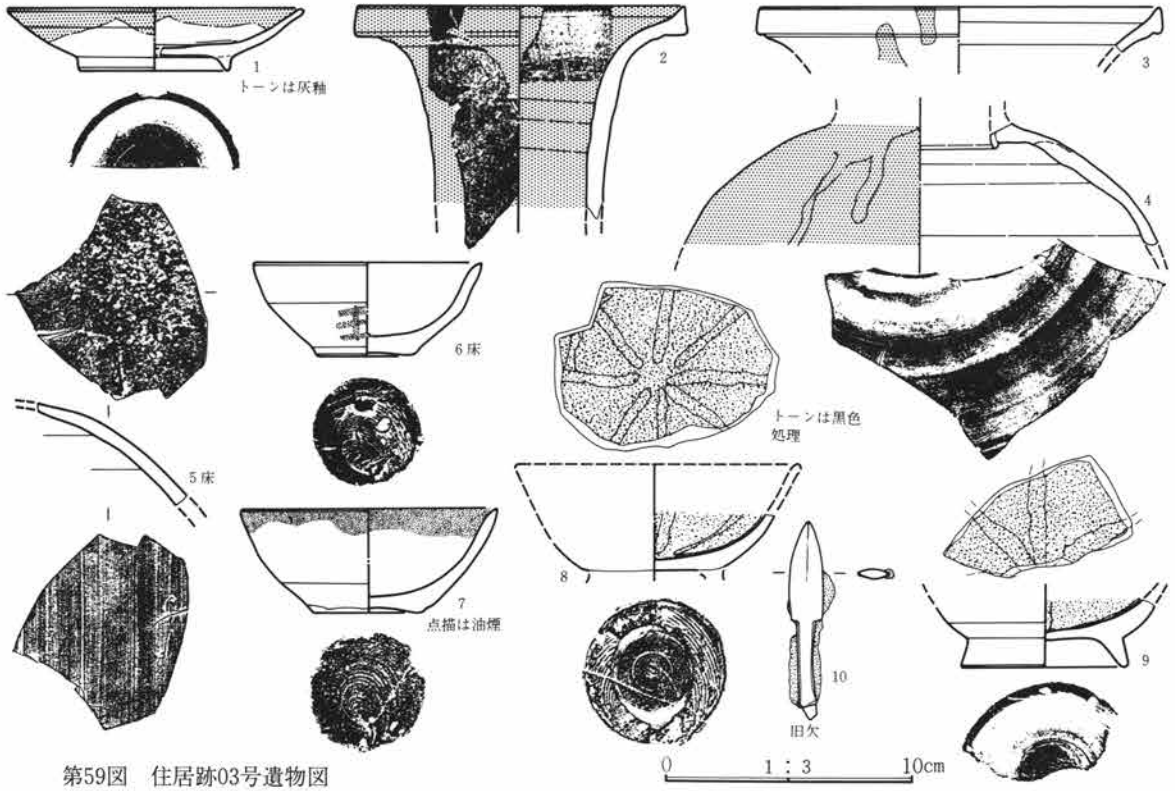 1
トーンは灰釉
2
3
4
5床
6床
トーンは黒色
処理
7
点描は油煙
8
9
10
旧欠
第59図 住居跡03号遺物図
0 1:3 10cm